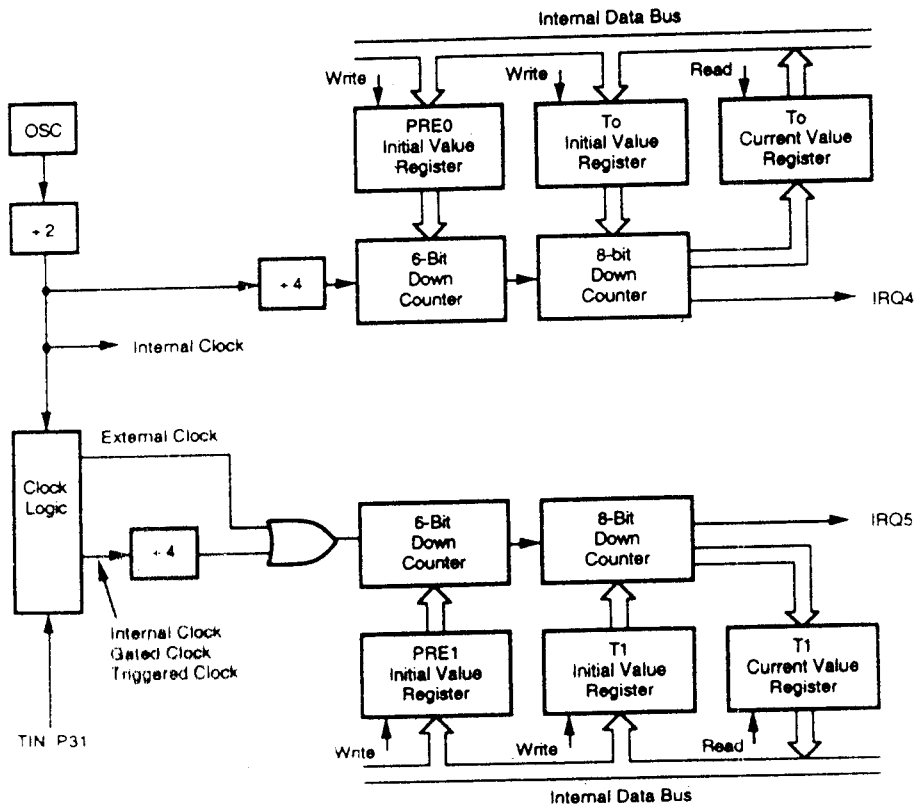 Internal Data Bus
Write
Write
Read
OSC
PRE0
Initial Value
Register
To
Initial Value
Register
To
Current Value
Register
÷ 2
÷ 4
6-Bit
Down
Counter
8-bit
Down
Counter
IRQ4
Internal Clock
External Clock
Clock
Logic
÷ 4
6-Bit
Down
Counter
8-Bit
Down
Counter
IRQ5
Internal Clock
Gated Clock
Triggered Clock
PRE1
Initial Value
Register
T1
Initial Value
Register
T1
Current Value
Register
TIN P31
Write
Write
Read
Internal Data Bus